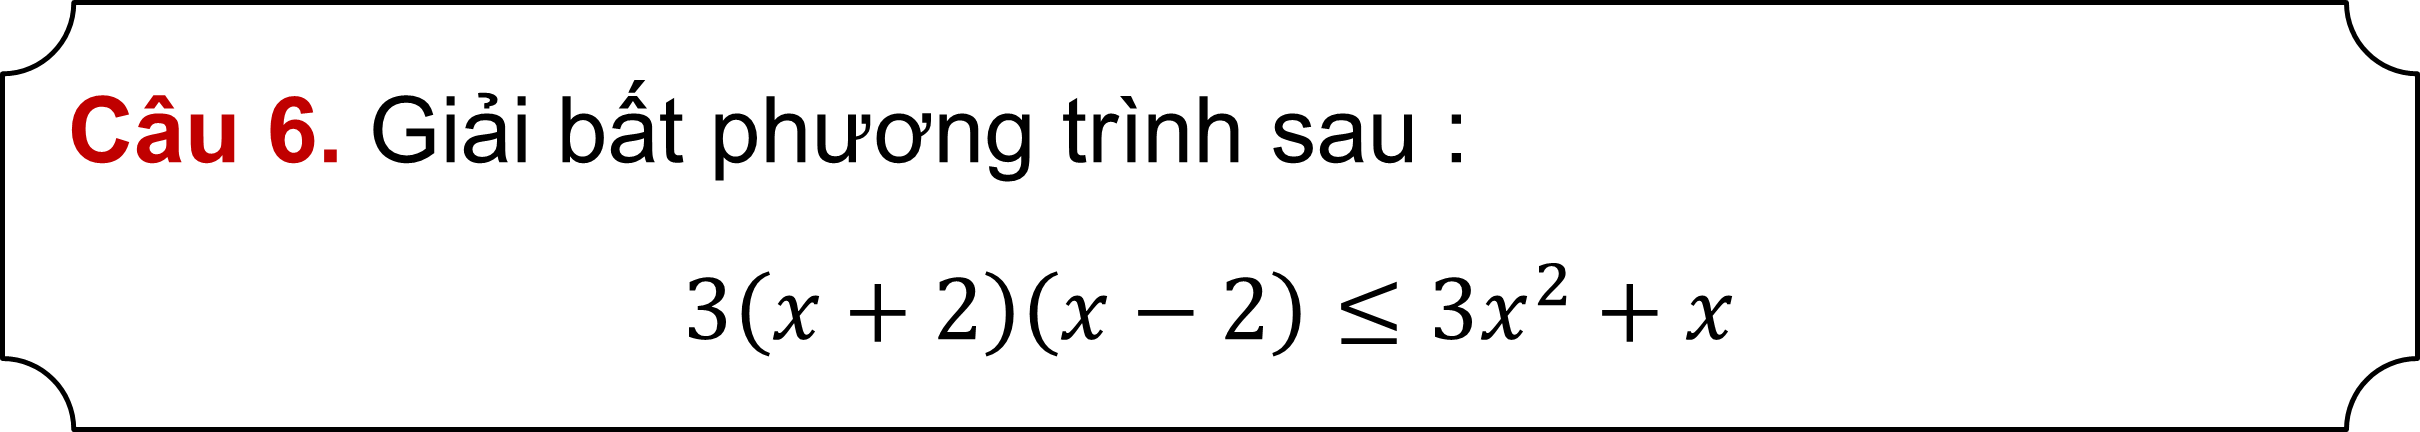 Câu 6. Giải bất phương trình sau :
3(x + 2)(x − 2) ≤ 3x² + x